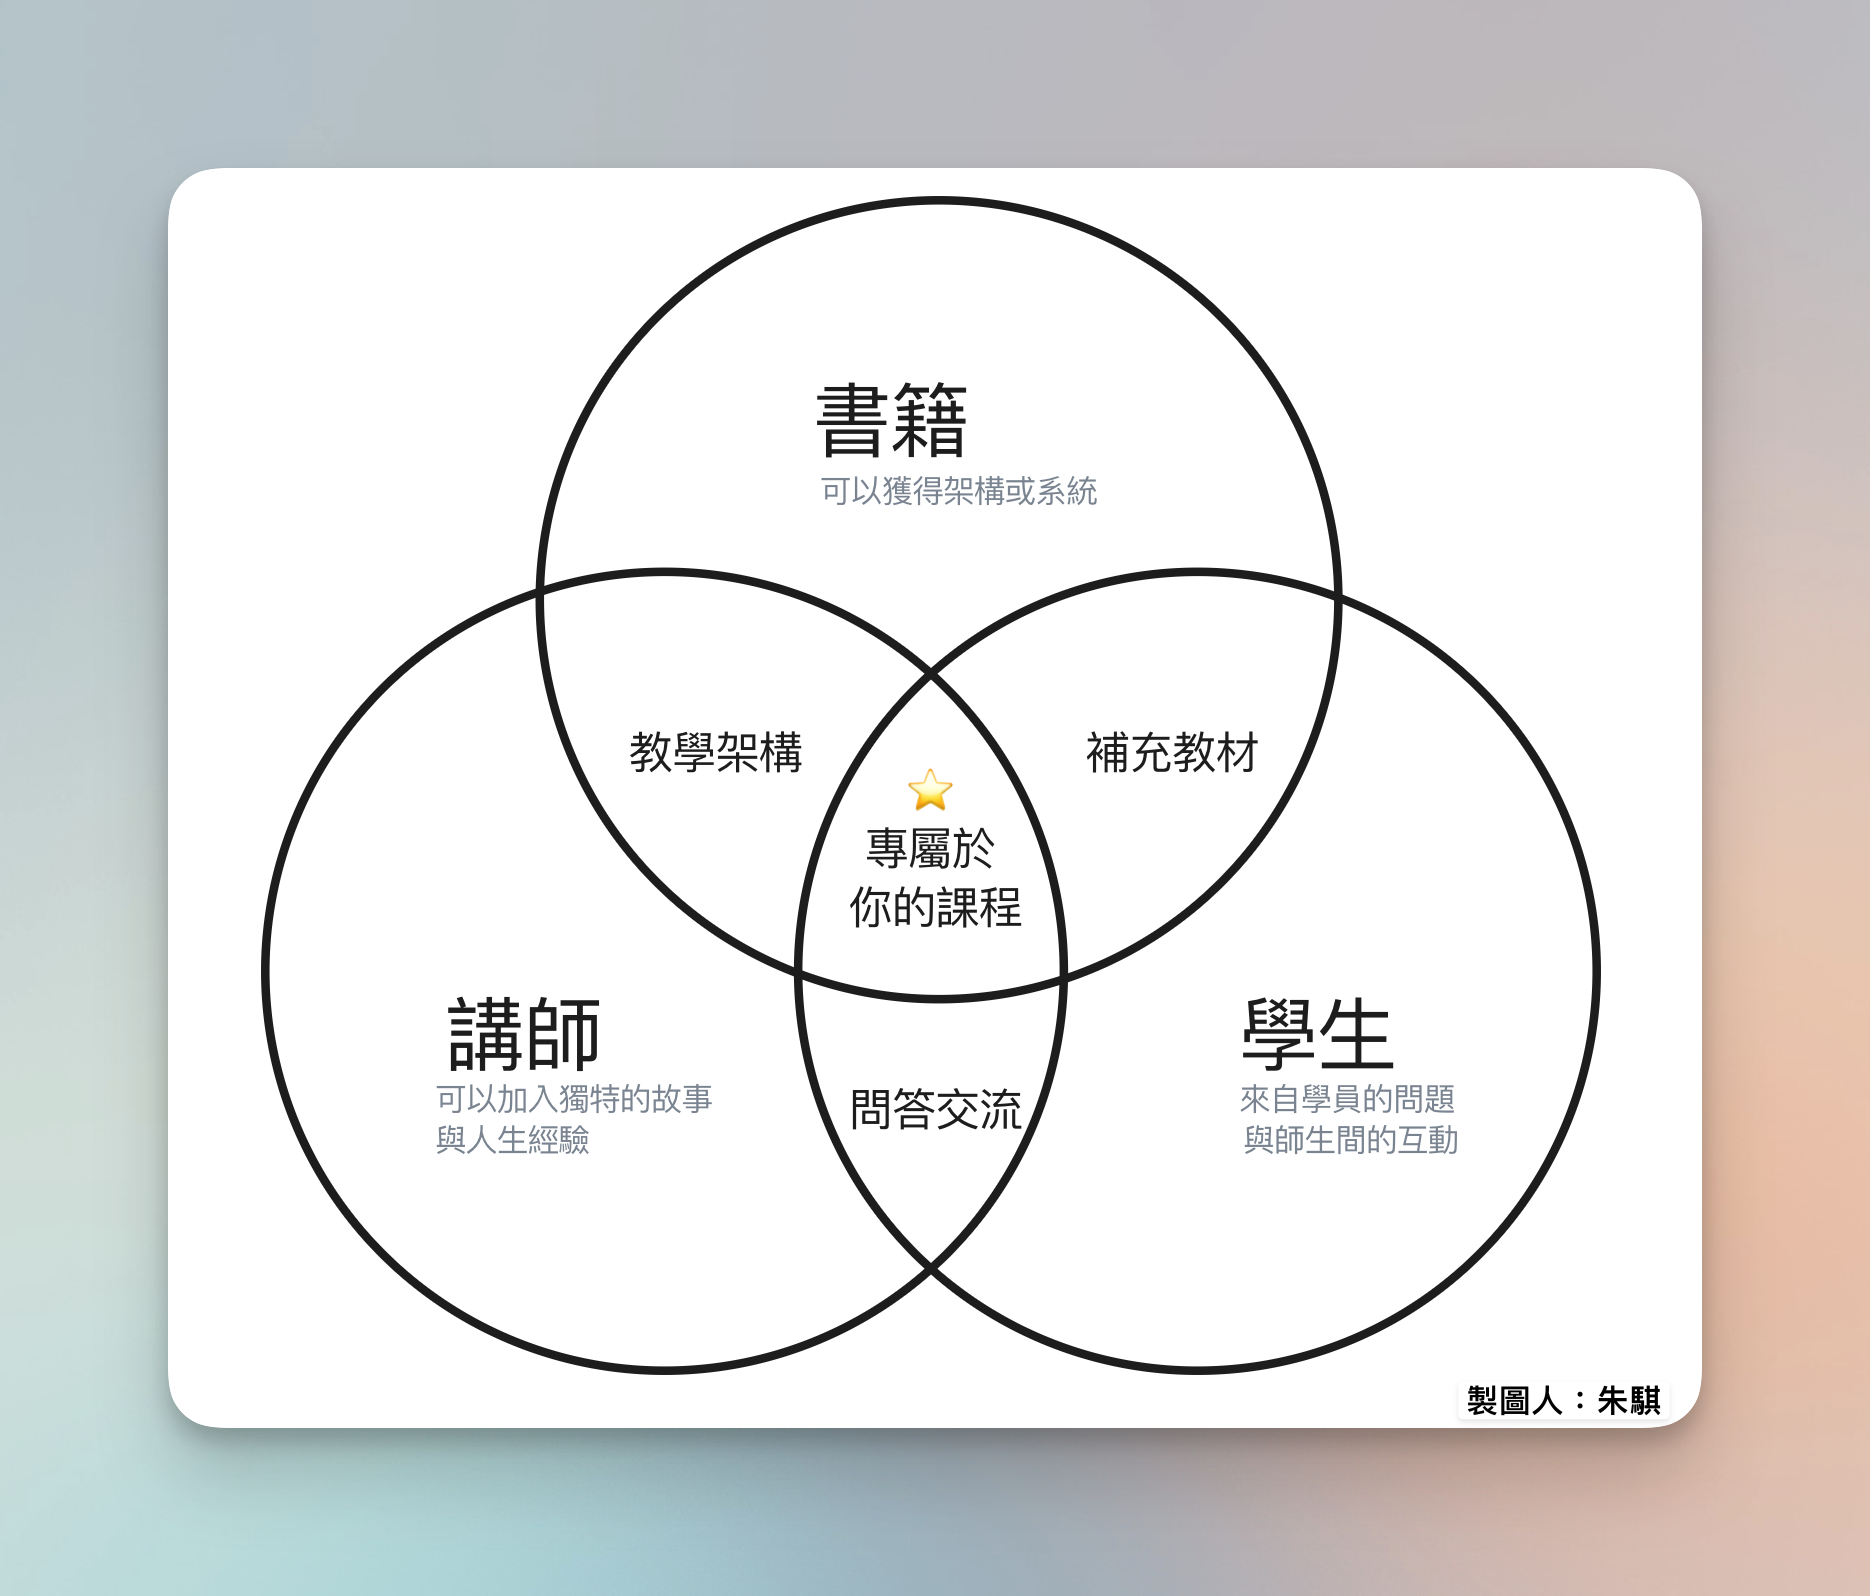 書籍
可以獲得架構或系統
教學架構
補充教材
專屬於
你的課程
講師
可以加入獨特的故事
與人生經驗
問答交流
學生
來自學員的問題
與師生間的互動
製圖人：朱騏